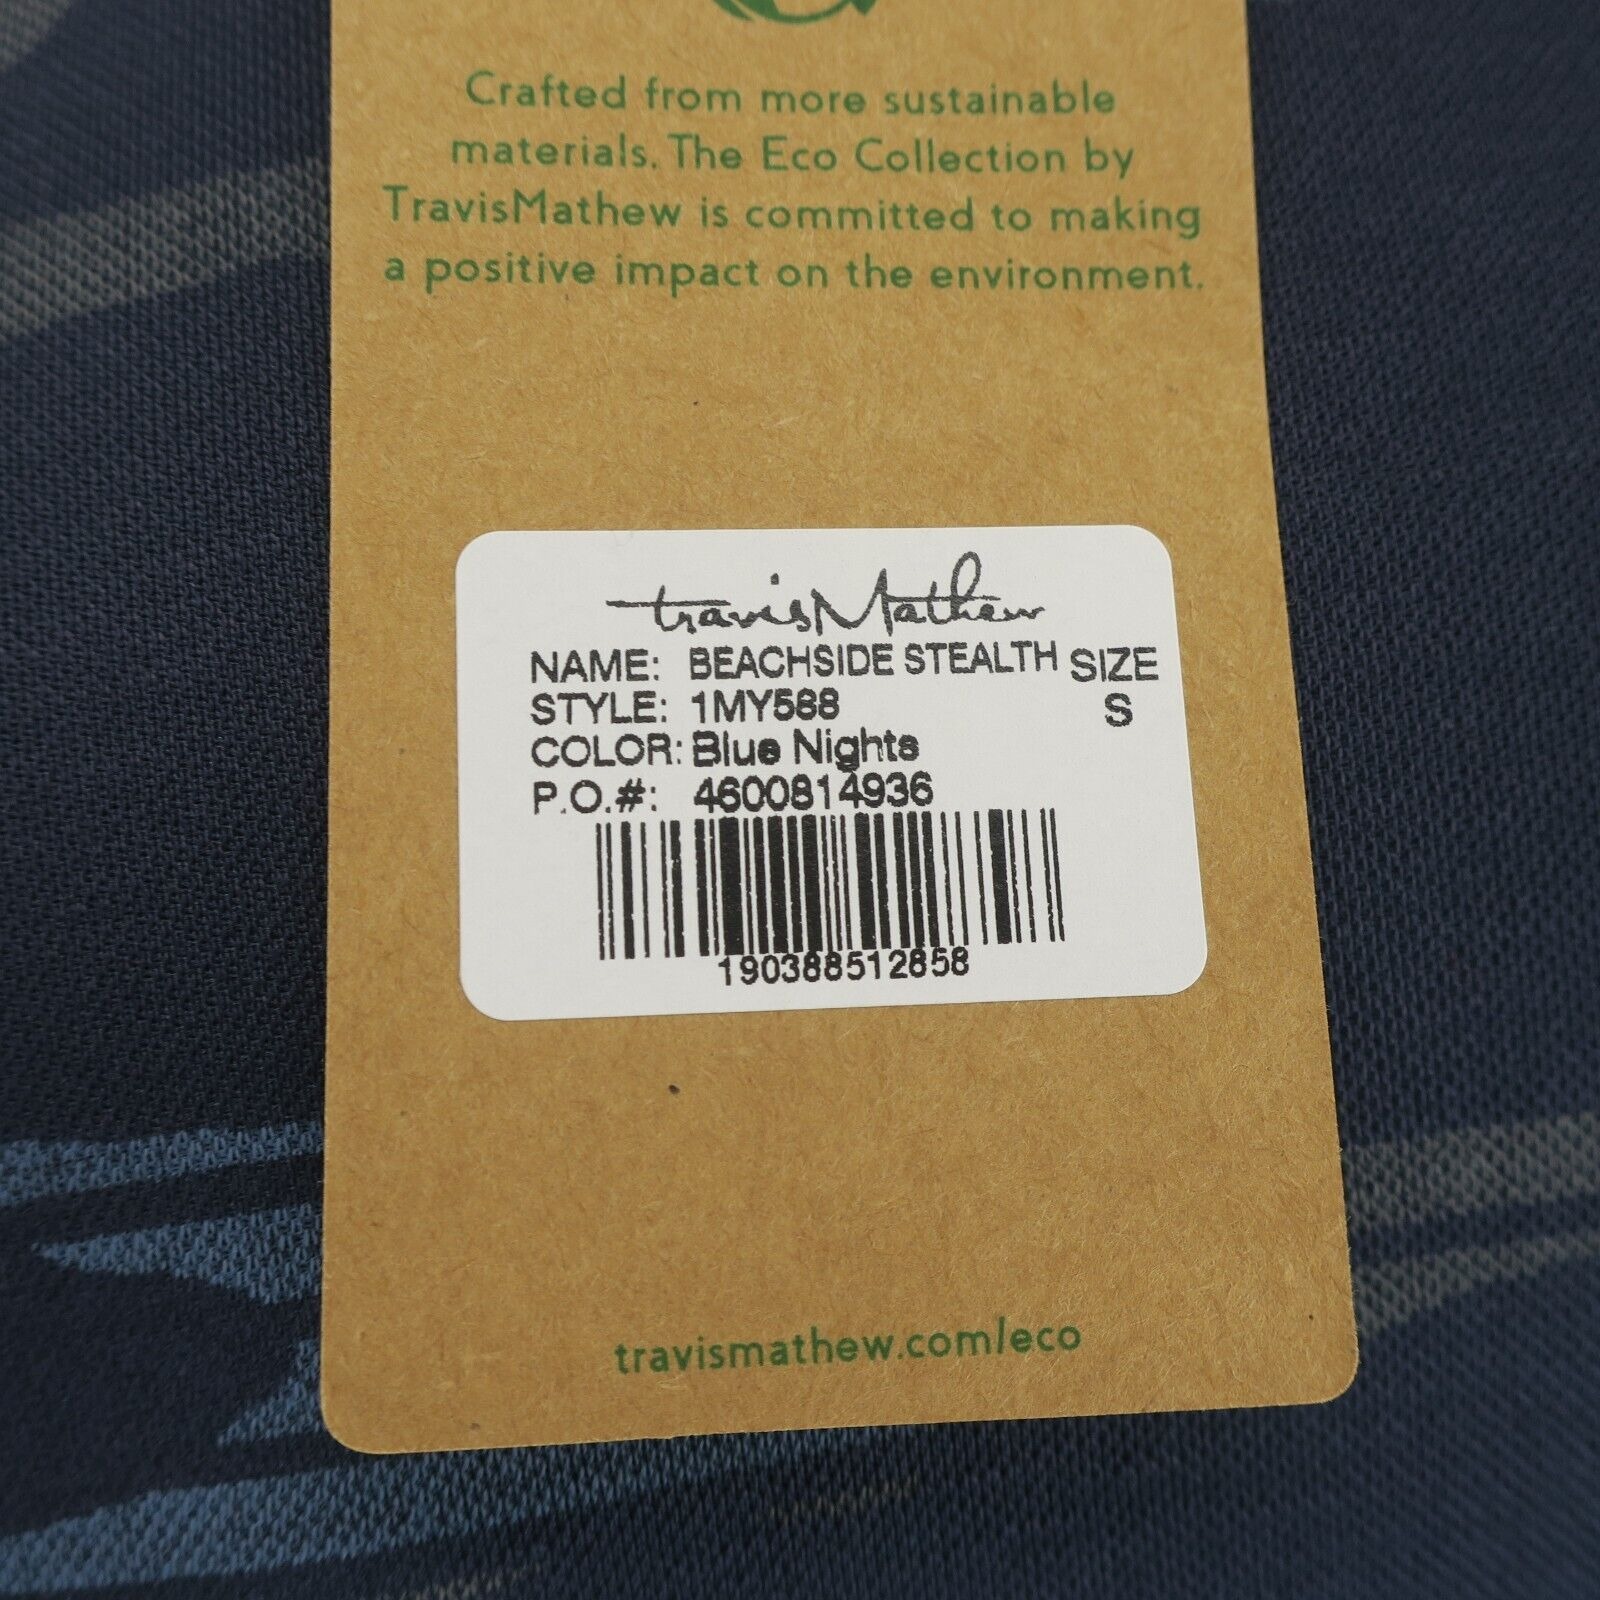 Crafted from more sustainable
materials. The Eco Collection by
TravisMathew is committed to making
a positive impact on the environment.
travisMathew
NAME: BEACHSIDE STEALTH SIZE
STYLE: 1MY588 S
COLOR: Blue Nights
P.O.#: 4600814936
190388512858
travismathew.com/eco